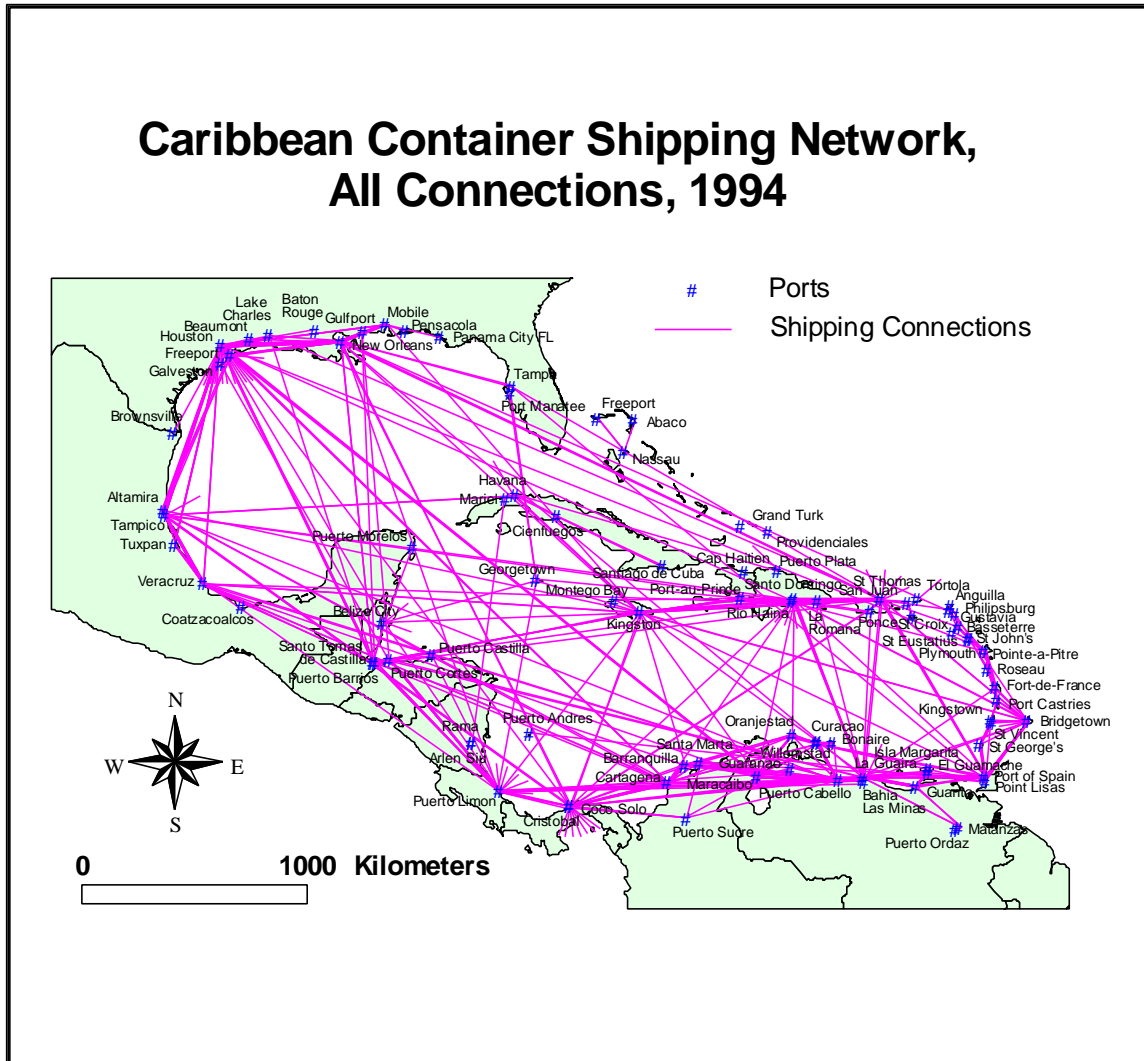 Caribbean Container Shipping Network,
All Connections, 1994
# Ports
Shipping Connections
Lake
Charles
Baton
Rouge
Beaumont
Houston
Gulfport
Mobile
Pensacola
Panama City FL
New Orleans
Freeport
Galveston
Tampa
Port Manatee
Freeport
Abaco
Brownsville
Nassau
Altamira
Tampico
Tuxpan
Havana
Mariel
Cienfuegos
Grand Turk
Providenciales
Puerto Morelos
Veracruz
Coatzacoalcos
Georgetown
Santiago de Cuba
Montego Bay
Kingston
Cap Haitien
Puerto Plata
Port-au-Prince
Santo Domingo
Rio Haina
La
Romana
San Juan
Ponce
St Thomas
Tortola
St Croix
Anguilla
Philipsburg
Gustavia
Basseterre
St Eustatius
St John's
Plymouth
Pointe-a-Pitre
Roseau
Fort-de-France
Port Castries
Kingstown
Bridgetown
St Vincent
St George's
Belize City
Santo Tomas
de Castilla
Puerto Barrios
Puerto Castilla
Puerto Cortes
Rama
Arlen Siu
Puerto Andres
Oranjestad
Curacao
Bonaire
Willemstad
Santa Marta
Barranquilla
Cartagena
Guaranao
Maracaibo
Puerto Cabello
La Guaira
Isla Margarita
El Guamache
Port of Spain
Point Lisas
Bahia
Las Minas
Guanta
Puerto Limon
Coco Solo
Cristobal
Puerto Sucre
Matanzas
Puerto Ordaz
N
W E
S
0 1000 Kilometers